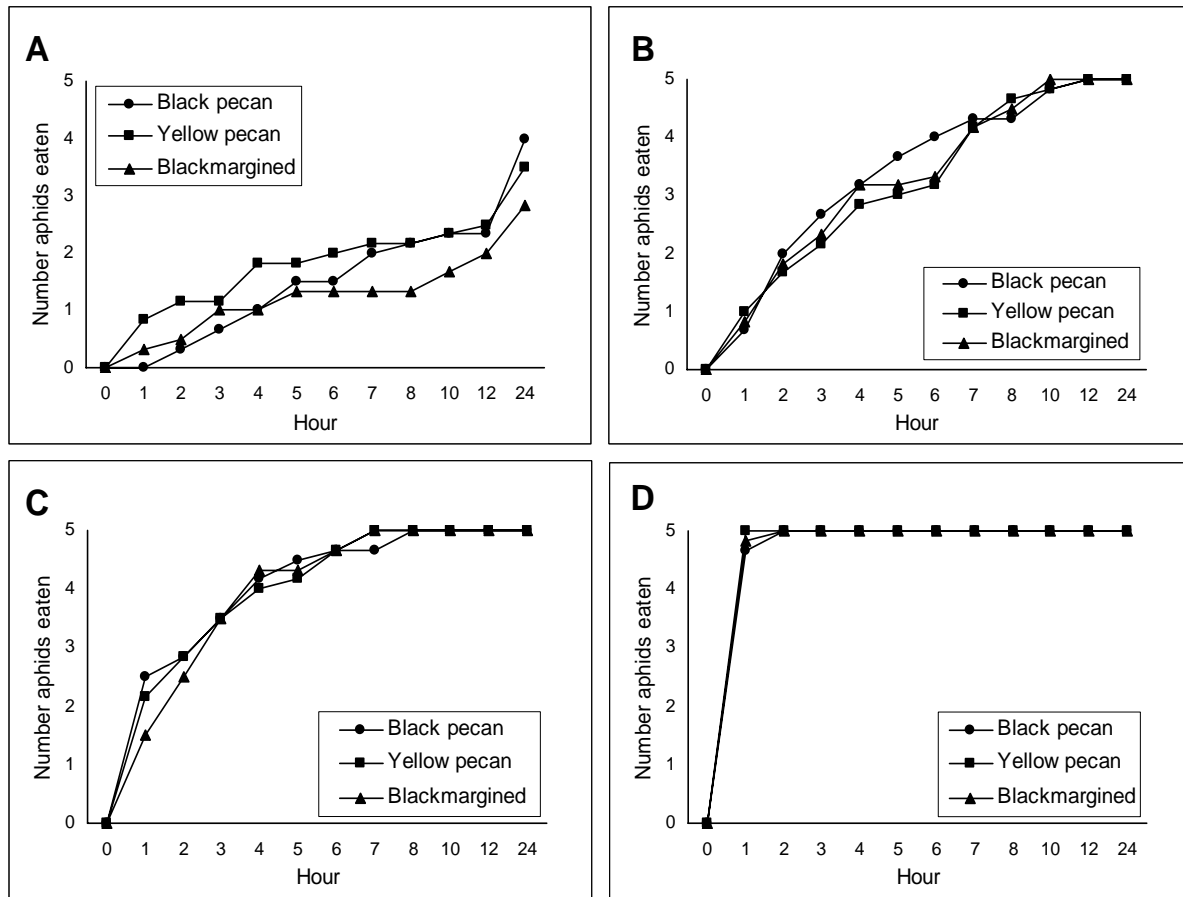 A
Number aphids eaten
5
4
3
2
1
0
Black pecan
Yellow pecan
Blackmargined
0 1 2 3 4 5 6 7 8 10 12 24
Hour
B
Number aphids eaten
5
4
3
2
1
0
Black pecan
Yellow pecan
Blackmargined
0 1 2 3 4 5 6 7 8 10 12 24
Hour
C
Number aphids eaten
5
4
3
2
1
0
Black pecan
Yellow pecan
Blackmargined
0 1 2 3 4 5 6 7 8 10 12 24
Hour
D
Number aphids eaten
5
4
3
2
1
0
Black pecan
Yellow pecan
Blackmargined
0 1 2 3 4 5 6 7 8 10 12 24
Hour